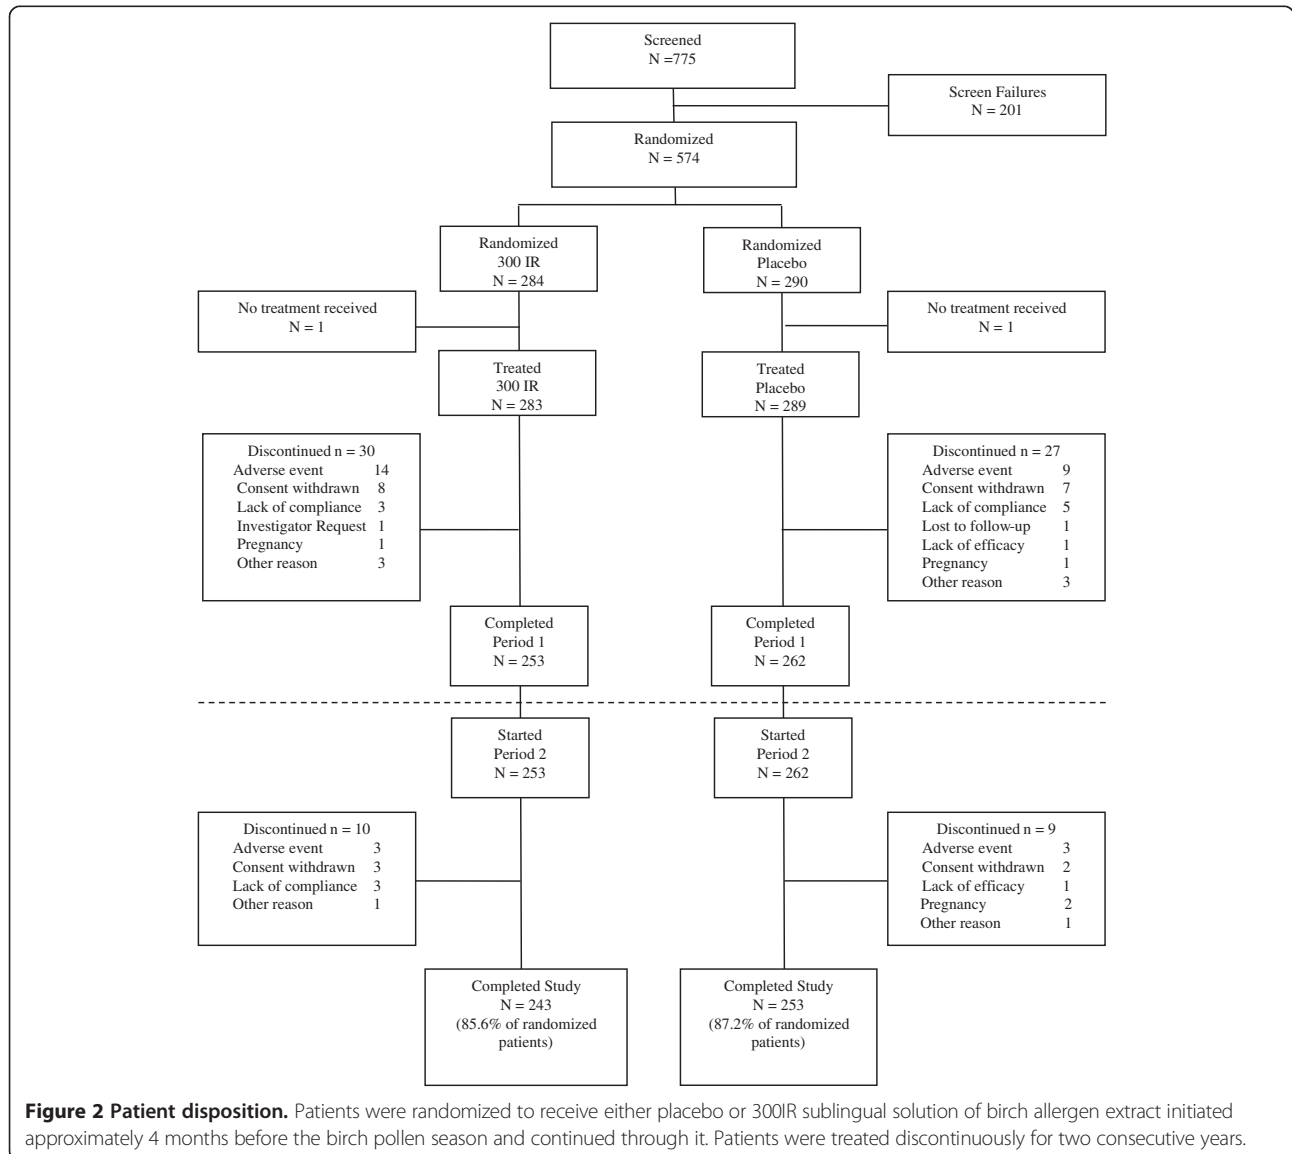 Screened
N =775
Screen Failures
N = 201
Randomized
N = 574
Randomized
300 IR
N = 284
Randomized
Placebo
N = 290
No treatment received
N = 1
No treatment received
N = 1
Treated
300 IR
N = 283
Treated
Placebo
N = 289
Discontinued n = 30
Adverse event 14
Consent withdrawn 8
Lack of compliance 3
Investigator Request 1
Pregnancy 1
Other reason 3
Discontinued n = 27
Adverse event 9
Consent withdrawn 7
Lack of compliance 5
Lost to follow-up 1
Lack of efficacy 1
Pregnancy 1
Other reason 3
Completed
Period 1
N = 253
Completed
Period 1
N = 262
Started
Period 2
N = 253
Started
Period 2
N = 262
Discontinued n = 10
Adverse event 3
Consent withdrawn 3
Lack of compliance 3
Other reason 1
Discontinued n = 9
Adverse event 3
Consent withdrawn 2
Lack of efficacy 1
Pregnancy 2
Other reason 1
Completed Study
N = 243
(85.6% of randomized
patients)
Completed Study
N = 253
(87.2% of randomized
patients)
Figure 2 Patient disposition. Patients were randomized to receive either placebo or 300IR sublingual solution of birch allergen extract initiated
approximately 4 months before the birch pollen season and continued through it. Patients were treated discontinuously for two consecutive years.